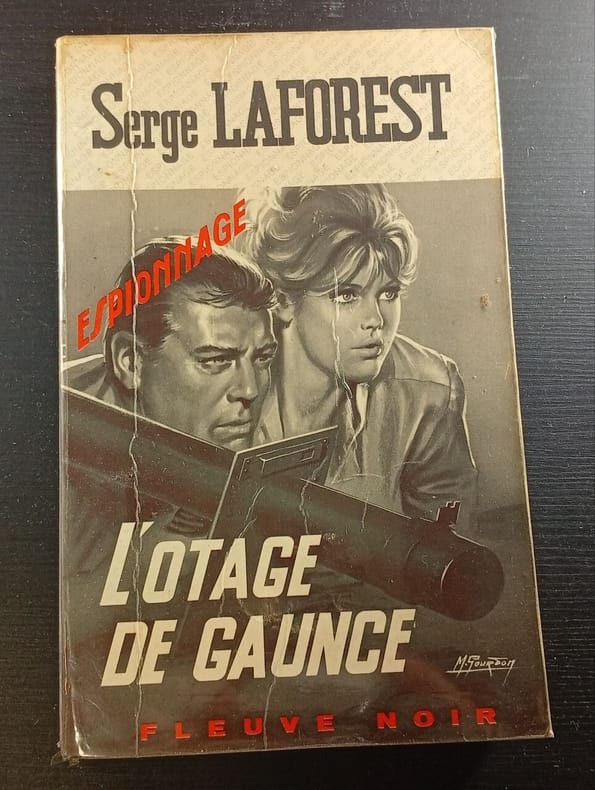 Serge LAFOREST
ESPIONNAGE
L'OTAGE
DE GAUNCE
M. Gourdon
FLEUVE NOIR